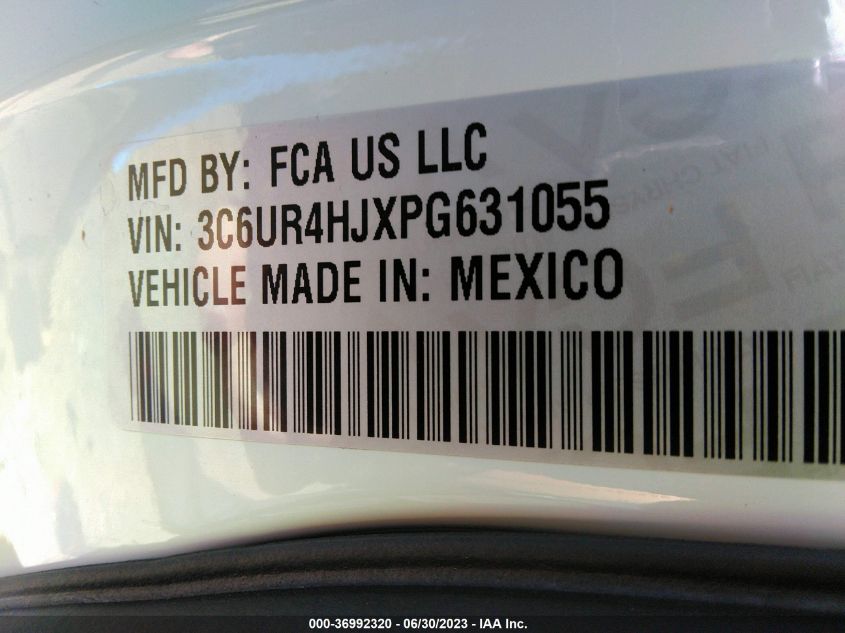 MFD BY: FCA US LLC
VIN: 3C6UR4HJXPG631055
VEHICLE MADE IN: MEXICO
000-36992320 - 06/30/2023 - IAA Inc.